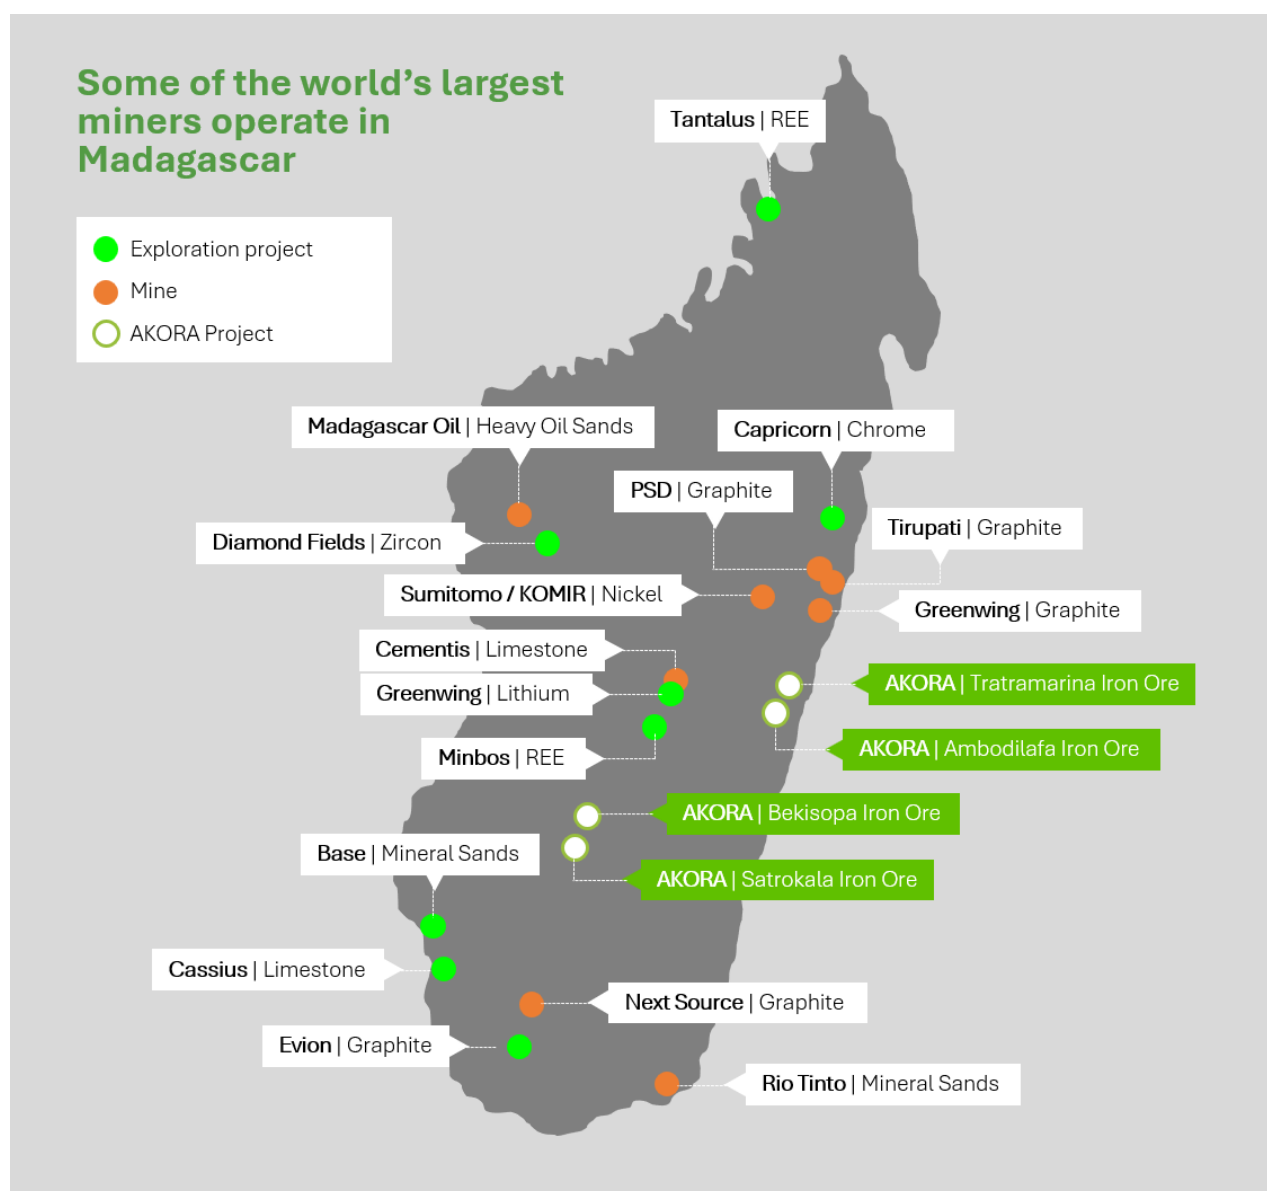 Some of the world's largest
miners operate in
Madagascar
Exploration project
Mine
AKORA Project
Tantalus | REE
Madagascar Oil | Heavy Oil Sands
Capricorn | Chrome
PSD | Graphite
Tirupati | Graphite
Diamond Fields | Zircon
Sumitomo / KOMIR | Nickel
Greenwing | Graphite
Cementis | Limestone
Greenwing | Lithium
AKORA | Tratramarina Iron Ore
Minbos | REE
AKORA | Ambodilafa Iron Ore
AKORA | Bekisopa Iron Ore
Base | Mineral Sands
AKORA | Satrokala Iron Ore
Cassius | Limestone
Next Source | Graphite
Evion | Graphite
Rio Tinto | Mineral Sands